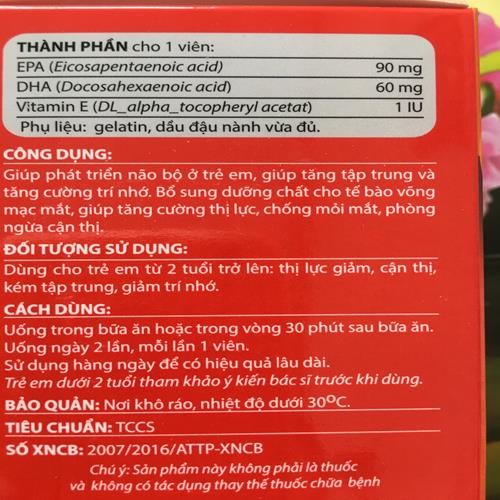 THÀNH PHẦN cho 1 viên:
EPA (Eicosapentaenoic acid) 90 mg
DHA (Docosahexaenoic acid) 60 mg
Vitamin E (DL_alpha_tocopheryl acetat) 1 IU
Phụ liệu: gelatin, dầu đậu nành vừa đủ.
CÔNG DỤNG:
Giúp phát triển não bộ ở trẻ em, giúp tăng tập trung và
tăng cường trí nhớ. Bổ sung dưỡng chất cho tế bào võng
mạc mắt, giúp tăng cường thị lực, chống mỏi mắt, phòng
ngừa cận thị.
ĐỐI TƯỢNG SỬ DỤNG:
Dùng cho trẻ em từ 2 tuổi trở lên: thị lực giảm, cận thị,
kém tập trung, giảm trí nhớ.
CÁCH DÙNG:
Uống trong bữa ăn hoặc trong vòng 30 phút sau bữa ăn.
Uống ngày 2 lần, mỗi lần 1 viên.
Sử dụng hàng ngày để có hiệu quả lâu dài.
Trẻ em dưới 2 tuổi tham khảo ý kiến bác sĩ trước khi dùng.
BẢO QUẢN: Nơi khô ráo, nhiệt độ dưới 30ºC.
TIÊU CHUẨN: TCCS
SỐ XNCB: 2007/2016/ATTP-XNCB
Chú ý: Sản phẩm này không phải là thuốc
và không có tác dụng thay thế thuốc chữa bệnh